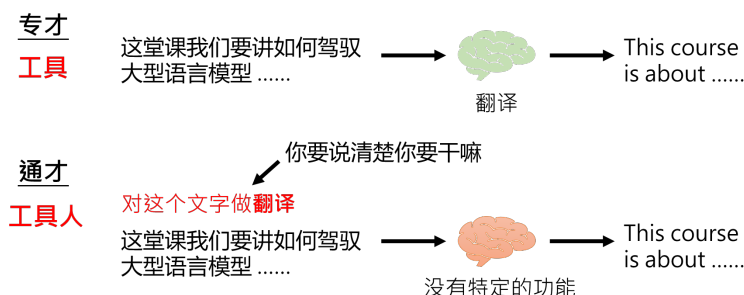 专才
工具
这堂课我们要讲如何驾驭
大型语言模型 ......
翻译
This course
is about ......
通才
工具人
你要说清楚你要干嘛
对这个文字做翻译
这堂课我们要讲如何驾驭
大型语言模型 ......
没有特定的功能
This course
is about ......